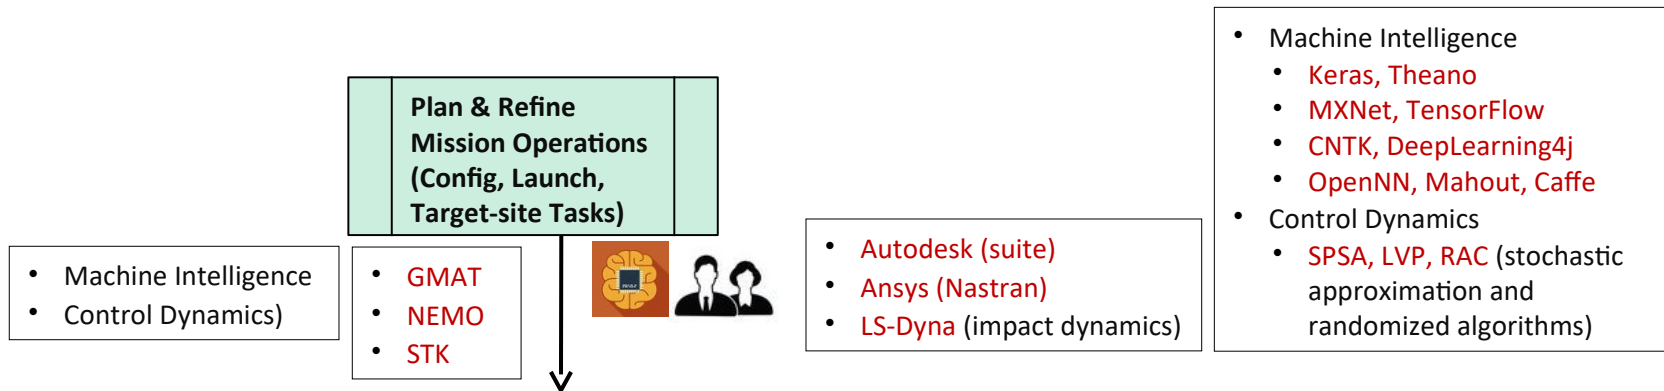 Plan & Refine
Mission Operations
(Config, Launch,
Target-site Tasks)
• Machine Intelligence
• Control Dynamics)
• GMAT
• NEMO
• STK
• Autodesk (suite)
• Ansys (Nastran)
• LS-Dyna (impact dynamics)
• Machine Intelligence
• Keras, Theano
• MXNet, TensorFlow
• CNTK, DeepLearning4j
• OpenNN, Mahout, Caffe
• Control Dynamics
• SPSA, LVP, RAC (stochastic
approximation and
randomized algorithms)